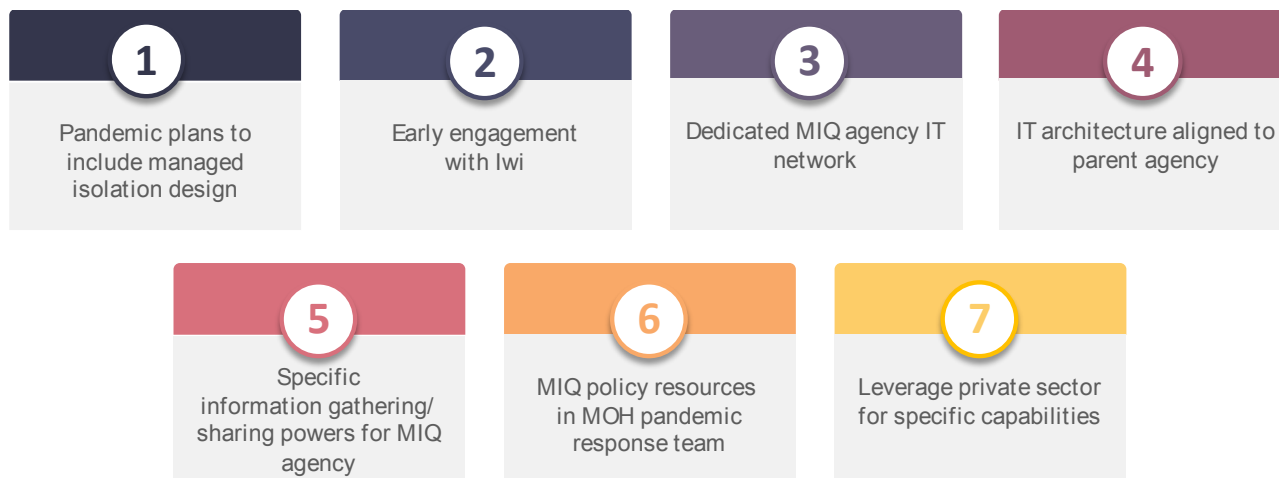 1
Pandemic plans to
include managed
isolation design
2
Early engagement
with Iwi
3
Dedicated MIQ agency IT
network
4
IT architecture aligned to
parent agency
5
Specific
information gathering/
sharing powers for MIQ
agency
6
MIQ policy resources
in MOH pandemic
response team
7
Leverage private sector
for specific capabilities